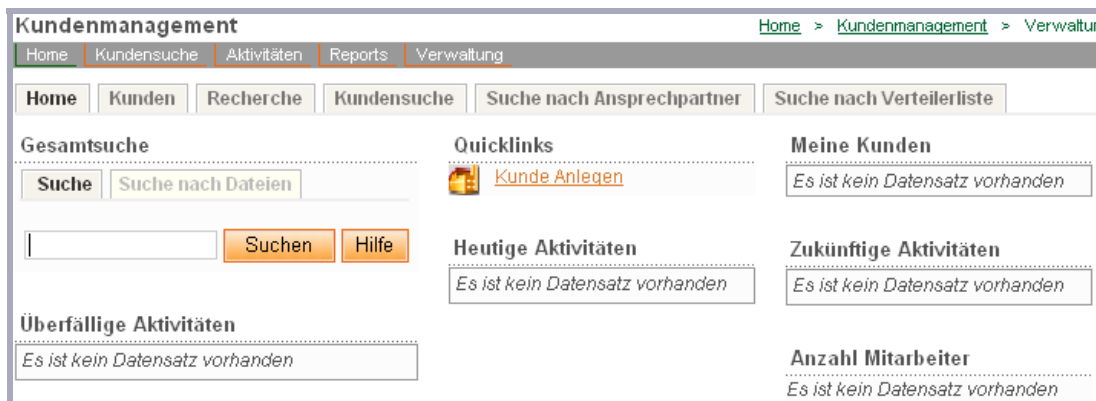 Kundenmanagement
Home > Kundenmanagement >
Home Kundensuche Aktivitäten Reports Verwaltung
Home Kunden Recherche Kundensuche Suche nach Ansprechpartner Suche nach Verteilerliste
Gesamtsuche
Suche Suche nach Dateien
Suchen Hilfe
Überfällige Aktivitäten
Es ist kein Datensatz vorhanden
Quicklinks
Kunde Anlegen
Heutige Aktivitäten
Es ist kein Datensatz vorhanden
Meine Kunden
Es ist kein Datensatz vorhanden
Zukünftige Aktivitäten
Es ist kein Datensatz vorhanden
Anzahl Mitarbeiter
Es ist kein Datensatz vorhanden